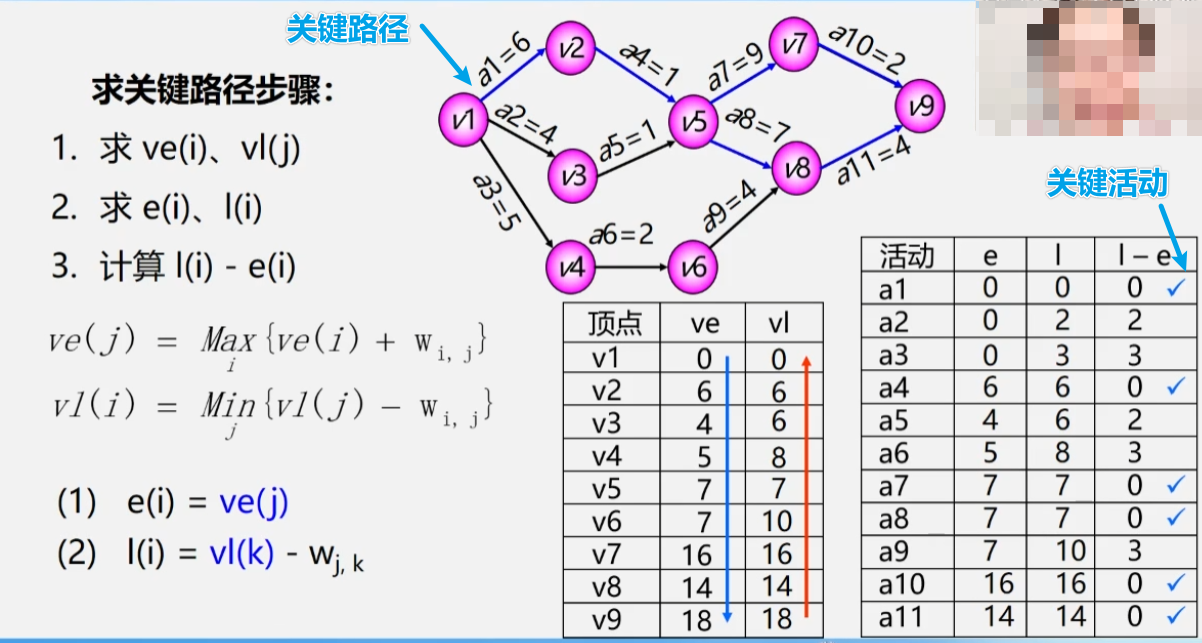 关键路径
求关键路径步骤：
1. 求 ve(i)、vl(j)
2. 求 e(i)、l(i)
3. 计算 l(i) - e(i)
ve(j) = Max{ve(i) + w i, j}
i
vl(i) = Min{vl(j) - w i, j}
j
(1) e(i) = ve(j)
(2) l(i) = vl(k) - w j, k
v1
v2
v3
v4
v5
v6
v7
v8
v9
a1=6
a2=4
a3=5
a4=1
a5=1
a6=2
a7=9
a8=7
a9=4
a10=2
a11=4
顶点 ve vl
v1 0 0
v2 6 6
v3 4 6
v4 5 8
v5 7 7
v6 7 10
v7 16 16
v8 14 14
v9 18 18
关键活动
活动 e l l – e
a1 0 0 0 ✓
a2 0 2 2
a3 0 3 3
a4 6 6 0 ✓
a5 4 6 2
a6 5 8 3
a7 7 7 0 ✓
a8 7 7 0 ✓
a9 7 10 3
a10 16 16 0 ✓
a11 14 14 0 ✓